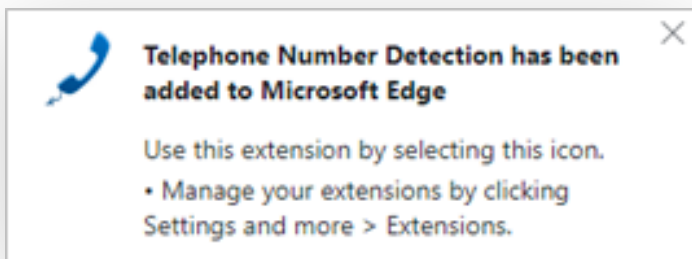 Telephone Number Detection has been
added to Microsoft Edge
Use this extension by selecting this icon.
• Manage your extensions by clicking
Settings and more > Extensions.